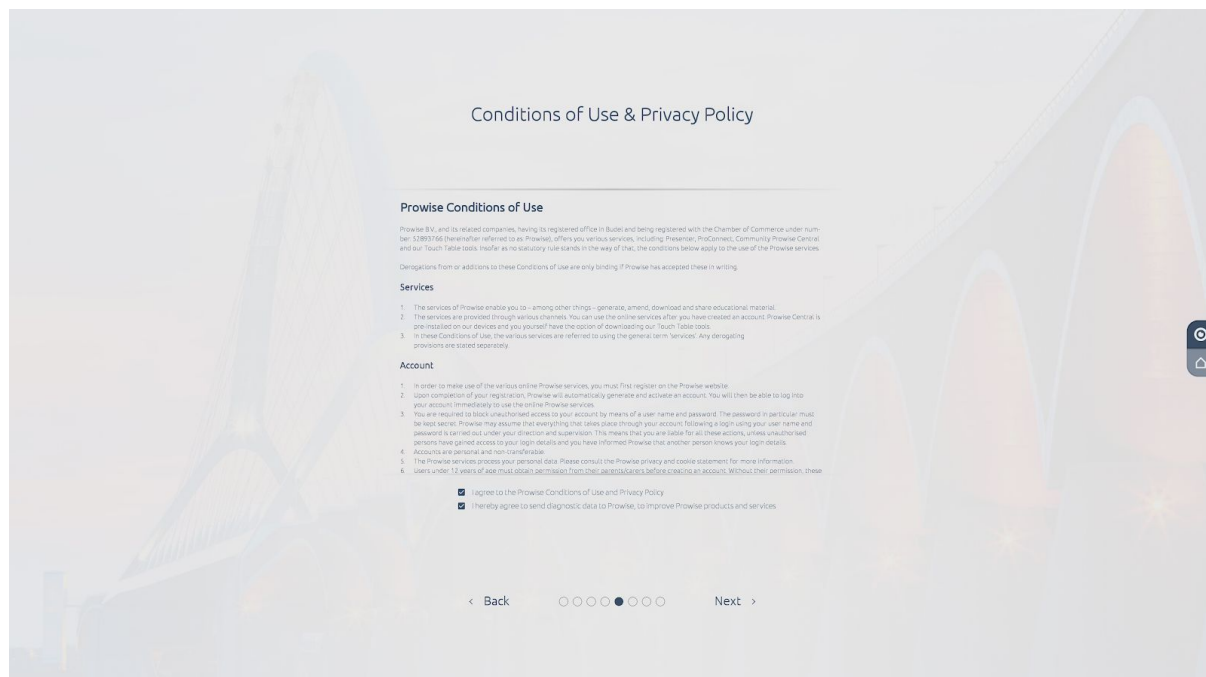 Conditions of Use & Privacy Policy
Prowise Conditions of Use
Prowise B.V., and its related companies, having its registered office in Budel and being registered with the Chamber of Commerce under num-
ber: 52893766 (hereinafter referred to as: Prowise), offers you various services, including Presenter, ProConnect, Community Prowise Central
and our Touch Table tools. Insofar as no statutory rule stands in the way of that, the conditions below apply to the use of the Prowise services.
Derogations from or additions to these Conditions of Use are only binding if Prowise has accepted these in writing.
Services
1. The services of Prowise enable you to – among other things – generate, amend, download and share educational material.
2. The services are provided through various channels. You can use the online services after you have created an account. Prowise Central is
pre-installed on our devices and you yourself have the option of downloading our Touch Table tools.
3. In these Conditions of Use, the various services are referred to using the general term 'services'. Any derogating
provisions are stated separately.
Account
1. In order to make use of the various online Prowise services, you must first register on the Prowise website.
2. Upon completion of your registration, Prowise will automatically generate and activate an account. You will then be able to log into
your account immediately to use the online Prowise services.
3. You are required to block unauthorised access to your account by means of a user name and password. The password in particular must
be kept secret. Prowise may assume that everything that takes place through your account following a login using your user name and
password is carried out under your direction and supervision. This means that you are liable for all these actions, unless unauthorised
persons have gained access to your login details and you have informed Prowise that another person knows your login details.
4. Accounts are personal and non-transferable.
5. The Prowise services process your personal data. Please consult the Prowise privacy and cookie statement for more information.
6. Users under 12 years of age must obtain permission from their parents/carers before creating an account. Without their permission, these
I agree to the Prowise Conditions of Use and Privacy Policy
I hereby agree to send diagnostic data to Prowise, to improve Prowise products and services
Back
Next